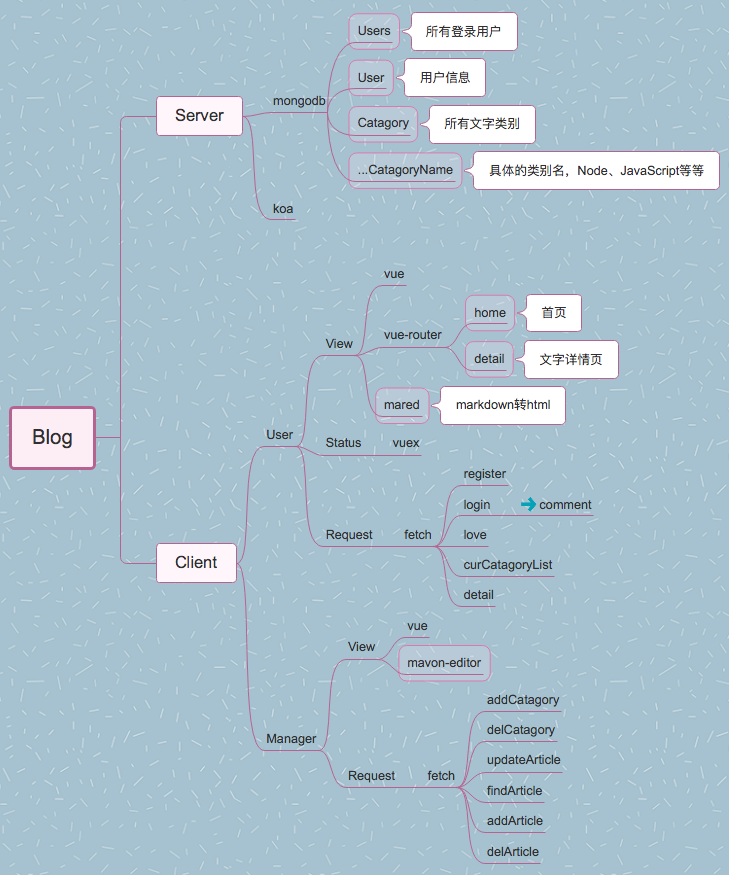 Blog
Server
mongodb
Users
所有登录用户
User
用户信息
Catagory
所有文字类别
...CatagoryName
具体的类别名，Node、JavaScript等等
koa
Client
User
View
vue
vue-router
home
首页
detail
文字详情页
mared
markdown转html
Status
vuex
Request
fetch
register
login
comment
love
curCatagoryList
detail
Manager
View
vue
mavon-editor
Request
fetch
addCatagory
delCatagory
updateArticle
findArticle
addArticle
delArticle